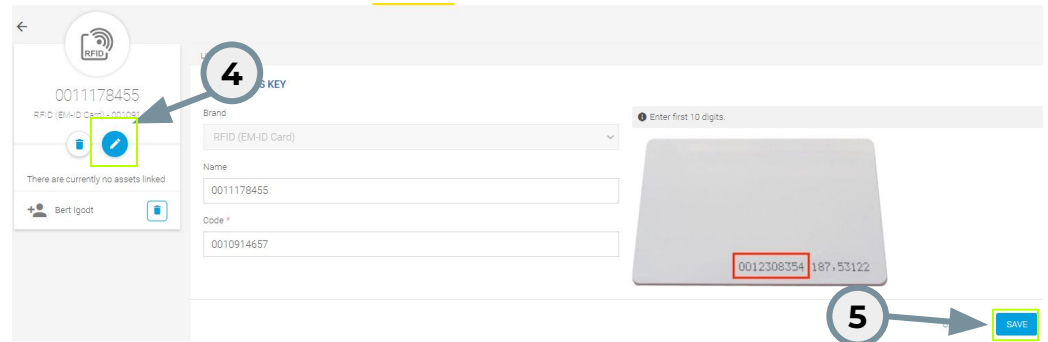 RFID
0011178455
RFID (EM-ID Card) - 001091
There are currently no assets linked
Bert Igodt
4
S KEY
Brand
RFID (EM-ID Card)
Name
0011178455
Code *
0010914657
Enter first 10 digits.
0012308354 187,53122
5
SAVE